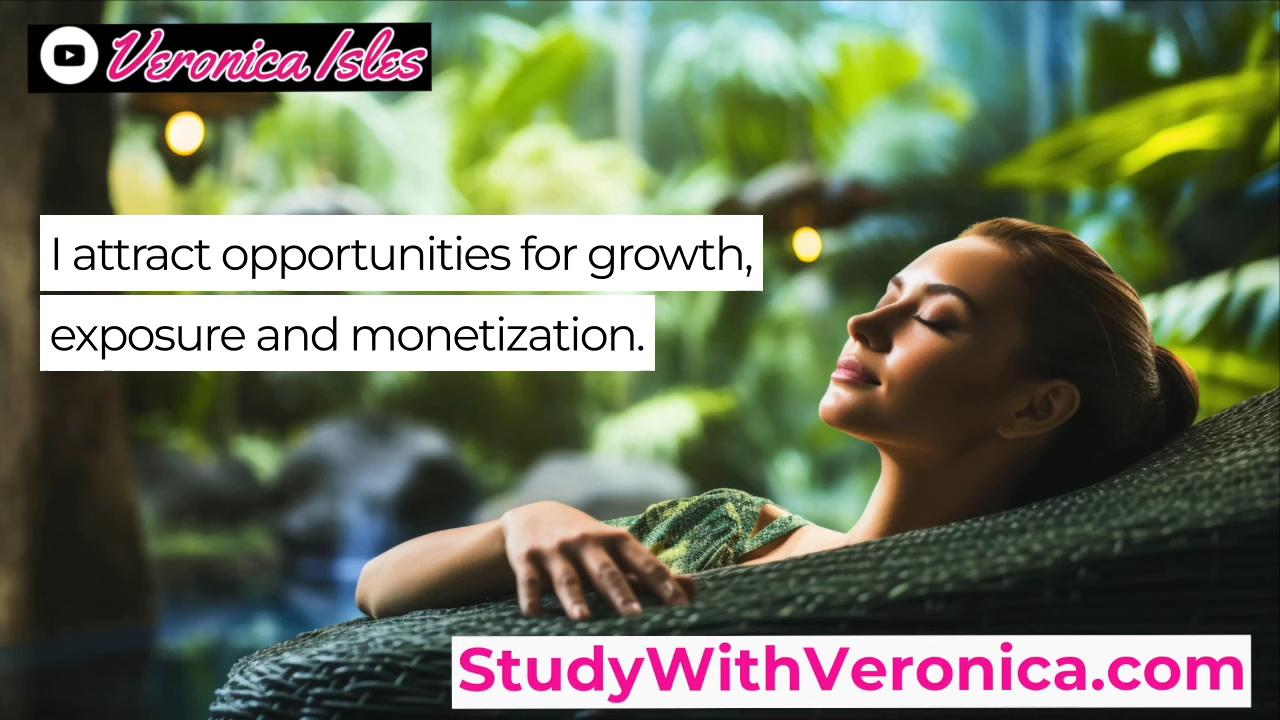 Veronica Isles
I attract opportunities for growth,
exposure and monetization.
StudyWithVeronica.com